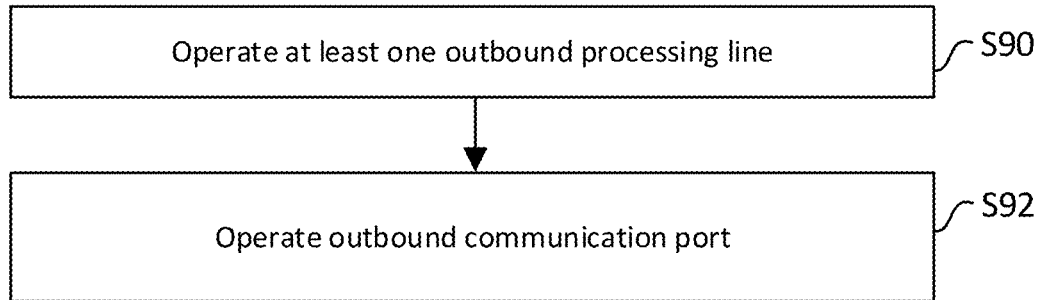 Operate at least one outbound processing line
S90
Operate outbound communication port
S92